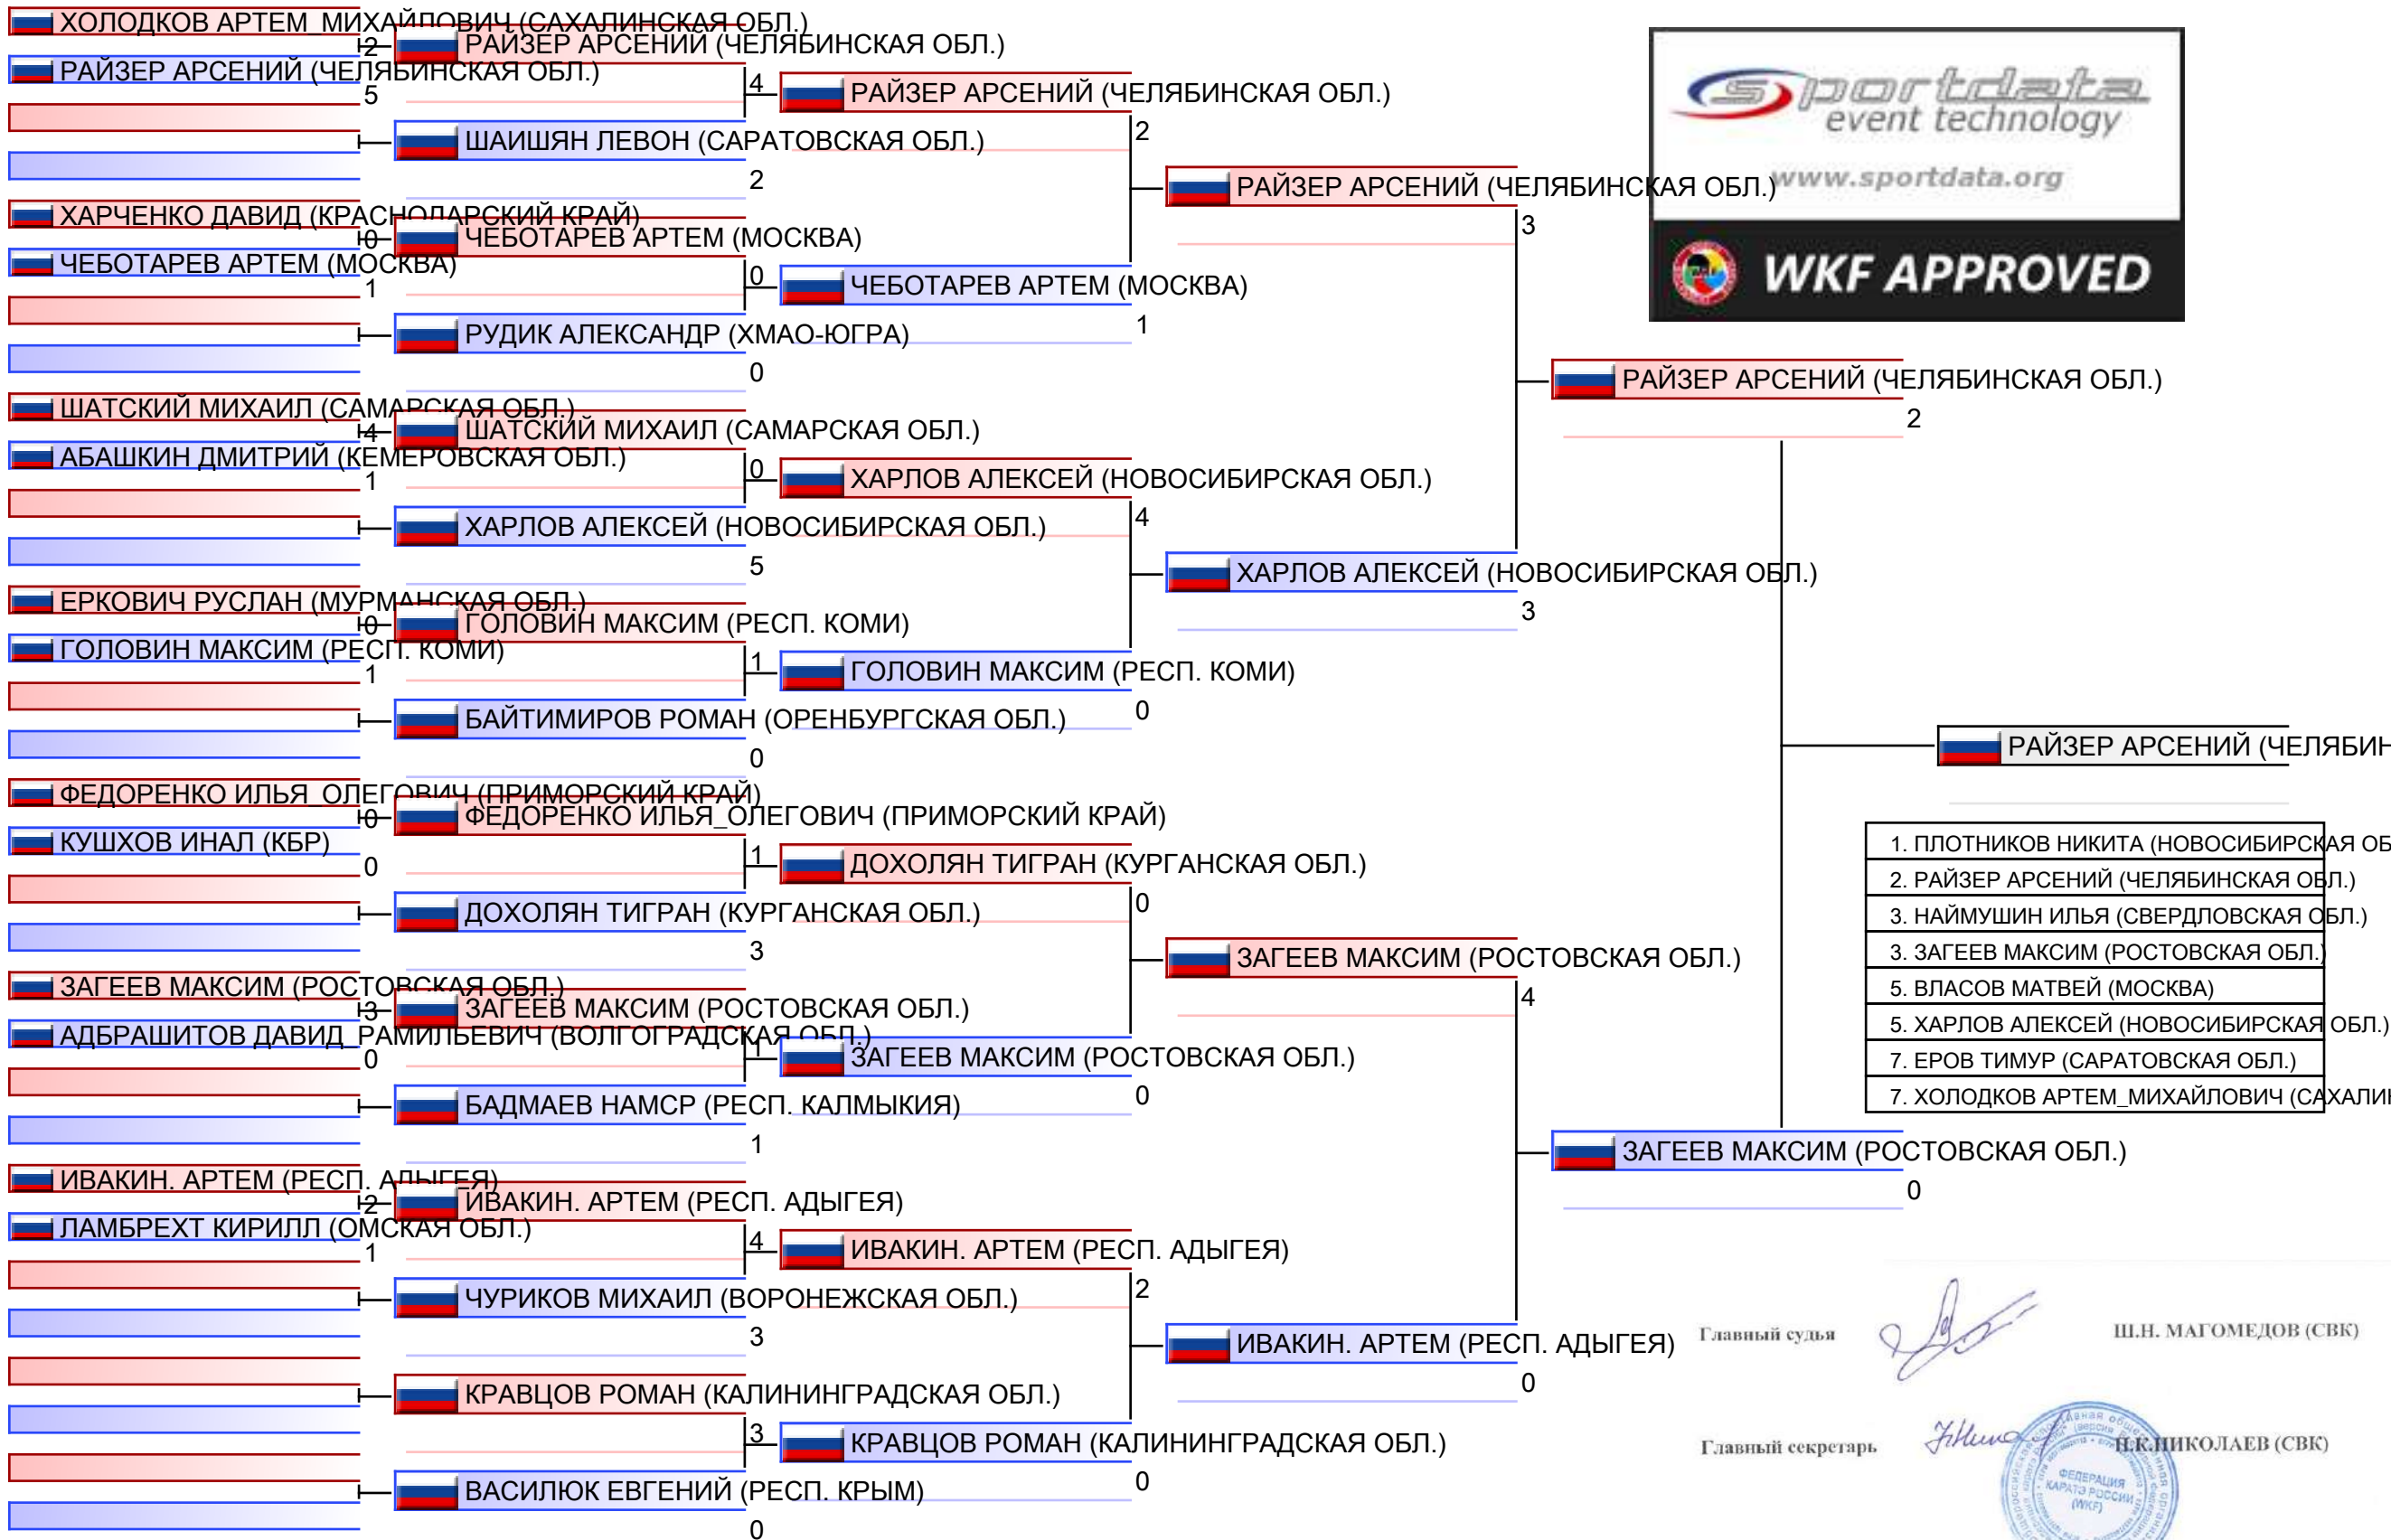 ХОЛОДКОВ АРТЕМ_МИХАЙЛОВИЧ (САХАЛИНСКАЯ ОБЛ.)
2
РАЙЗЕР АРСЕНИЙ (ЧЕЛЯБИНСКАЯ ОБЛ.)
5
ХАРЧЕНКО ДАВИД (КРАСНОДАРСКИЙ КРАЙ)
0
ЧЕБОТАРЕВ АРТЕМ (МОСКВА)
1
ШАТСКИЙ МИХАИЛ (САМАРСКАЯ ОБЛ.)
4
АБАШКИН ДМИТРИЙ (КЕМЕРОВСКАЯ ОБЛ.)
1
ЕРКОВИЧ РУСЛАН (МУРМАНСКАЯ ОБЛ.)
0
ГОЛОВИН МАКСИМ (РЕСП. КОМИ)
1
ФЕДОРЕНКО ИЛЬЯ_ОЛЕГОВИЧ (ПРИМОРСКИЙ КРАЙ)
0
КУШХОВ ИНАЛ (КБР)
0
ЗАГЕЕВ МАКСИМ (РОСТОВСКАЯ ОБЛ.)
3
АДБРАШИТОВ ДАВИД_РАМИЛЬЕВИЧ (ВОЛГОГРАДСКАЯ ОБЛ.)
0
ИВАКИН. АРТЕМ (РЕСП. АДЫГЕЯ)
2
ЛАМБРЕХТ КИРИЛЛ (ОМСКАЯ ОБЛ.)
1
РАЙЗЕР АРСЕНИЙ (ЧЕЛЯБИНСКАЯ ОБЛ.)
4
ШАИШЯН ЛЕВОН (САРАТОВСКАЯ ОБЛ.)
2
ЧЕБОТАРЕВ АРТЕМ (МОСКВА)
0
РУДИК АЛЕКСАНДР (ХМАО-ЮГРА)
0
ШАТСКИЙ МИХАИЛ (САМАРСКАЯ ОБЛ.)
0
ХАРЛОВ АЛЕКСЕЙ (НОВОСИБИРСКАЯ ОБЛ.)
5
ГОЛОВИН МАКСИМ (РЕСП. КОМИ)
1
БАЙТИМИРОВ РОМАН (ОРЕНБУРГСКАЯ ОБЛ.)
0
ФЕДОРЕНКО ИЛЬЯ_ОЛЕГОВИЧ (ПРИМОРСКИЙ КРАЙ)
1
ДОХОЛЯН ТИГРАН (КУРГАНСКАЯ ОБЛ.)
3
ЗАГЕЕВ МАКСИМ (РОСТОВСКАЯ ОБЛ.)
1
БАДМАЕВ НАМСР (РЕСП. КАЛМЫКИЯ)
1
ИВАКИН. АРТЕМ (РЕСП. АДЫГЕЯ)
4
ЧУРИКОВ МИХАИЛ (ВОРОНЕЖСКАЯ ОБЛ.)
3
КРАВЦОВ РОМАН (КАЛИНИНГРАДСКАЯ ОБЛ.)
3
ВАСИЛЮК ЕВГЕНИЙ (РЕСП. КРЫМ)
0
РАЙЗЕР АРСЕНИЙ (ЧЕЛЯБИНСКАЯ ОБЛ.)
2
ЧЕБОТАРЕВ АРТЕМ (МОСКВА)
1
ХАРЛОВ АЛЕКСЕЙ (НОВОСИБИРСКАЯ ОБЛ.)
4
ГОЛОВИН МАКСИМ (РЕСП. КОМИ)
0
ДОХОЛЯН ТИГРАН (КУРГАНСКАЯ ОБЛ.)
0
ЗАГЕЕВ МАКСИМ (РОСТОВСКАЯ ОБЛ.)
0
ИВАКИН. АРТЕМ (РЕСП. АДЫГЕЯ)
2
КРАВЦОВ РОМАН (КАЛИНИНГРАДСКАЯ ОБЛ.)
0
РАЙЗЕР АРСЕНИЙ (ЧЕЛЯБИНСКАЯ ОБЛ.)
3
ХАРЛОВ АЛЕКСЕЙ (НОВОСИБИРСКАЯ ОБЛ.)
3
ЗАГЕЕВ МАКСИМ (РОСТОВСКАЯ ОБЛ.)
4
ИВАКИН. АРТЕМ (РЕСП. АДЫГЕЯ)
0
sportdata
event technology
www.sportdata.org
WKF APPROVED
РАЙЗЕР АРСЕНИЙ (ЧЕЛЯБИНСКАЯ ОБЛ.)
2
ЗАГЕЕВ МАКСИМ (РОСТОВСКАЯ ОБЛ.)
0
РАЙЗЕР АРСЕНИЙ (ЧЕЛЯБИН
1. ПЛОТНИКОВ НИКИТА (НОВОСИБИРСКАЯ ОБ
2. РАЙЗЕР АРСЕНИЙ (ЧЕЛЯБИНСКАЯ ОБЛ.)
3. НАЙМУШИН ИЛЬЯ (СВЕРДЛОВСКАЯ ОБЛ.)
3. ЗАГЕЕВ МАКСИМ (РОСТОВСКАЯ ОБЛ.)
5. ВЛАСОВ МАТВЕЙ (МОСКВА)
5. ХАРЛОВ АЛЕКСЕЙ (НОВОСИБИРСКАЯ ОБЛ.)
7. ЕРОВ ТИМУР (САРАТОВСКАЯ ОБЛ.)
7. ХОЛОДКОВ АРТЕМ_МИХАЙЛОВИЧ (САХАЛИ
Главный судья Ш.Н. МАГОМЕДОВ (СВК)
Главный секретарь Н.К.НИКОЛАЕВ (СВК)
ФЕДЕРАЦИЯ
КАРАТЭ РОССИИ
(WKF)